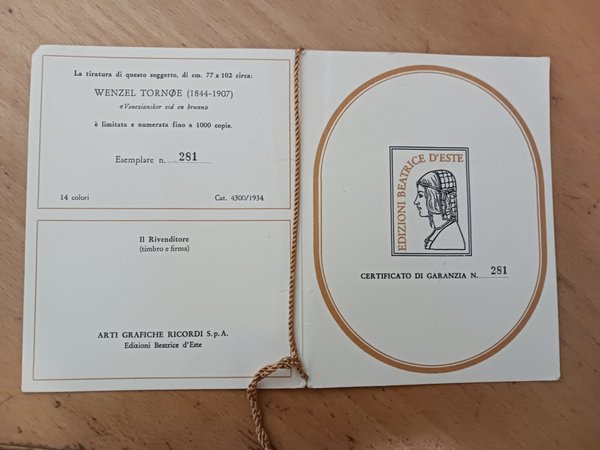 La tiratura di questo soggetto, di cm. 77 x 102 circa:
WENZEL TORNØE (1844-1907)
«Venezianskor vid en brunn»
è limitata e numerata fino a 1000 copie.
Esemplare n. 281
14 colori
Cat. 4300/1934
Il Rivenditore
(timbro e firma)
ARTI GRAFICHE RICORDI S.p.A.
Edizioni Beatrice d'Este
EDIZIONI BEATRICE D'ESTE
CERTIFICATO DI GARANZIA N. 281